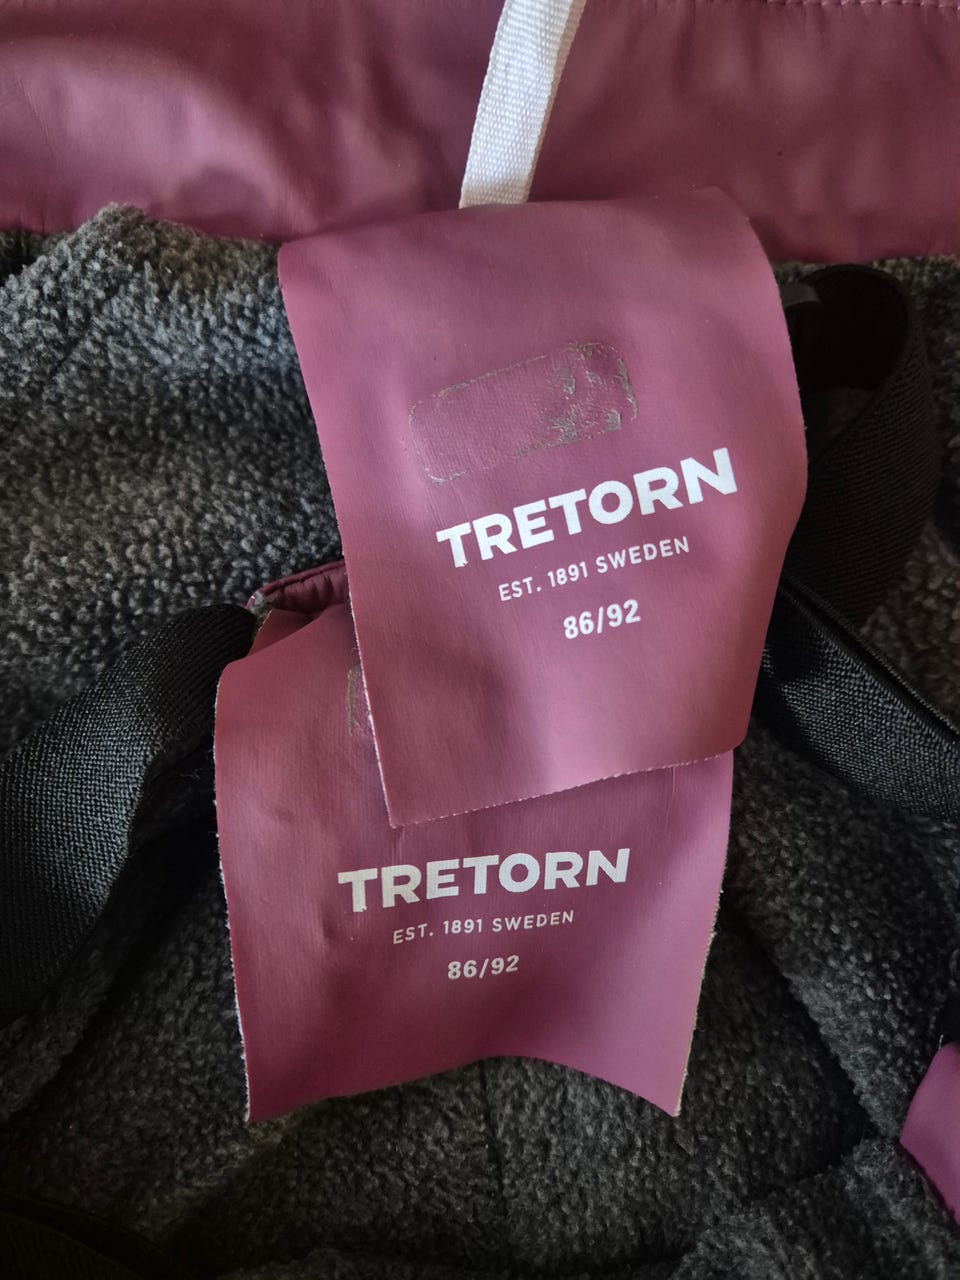 TRETORN
EST. 1891 SWEDEN
86/92
TRETORN
EST. 1891 SWEDEN
86/92